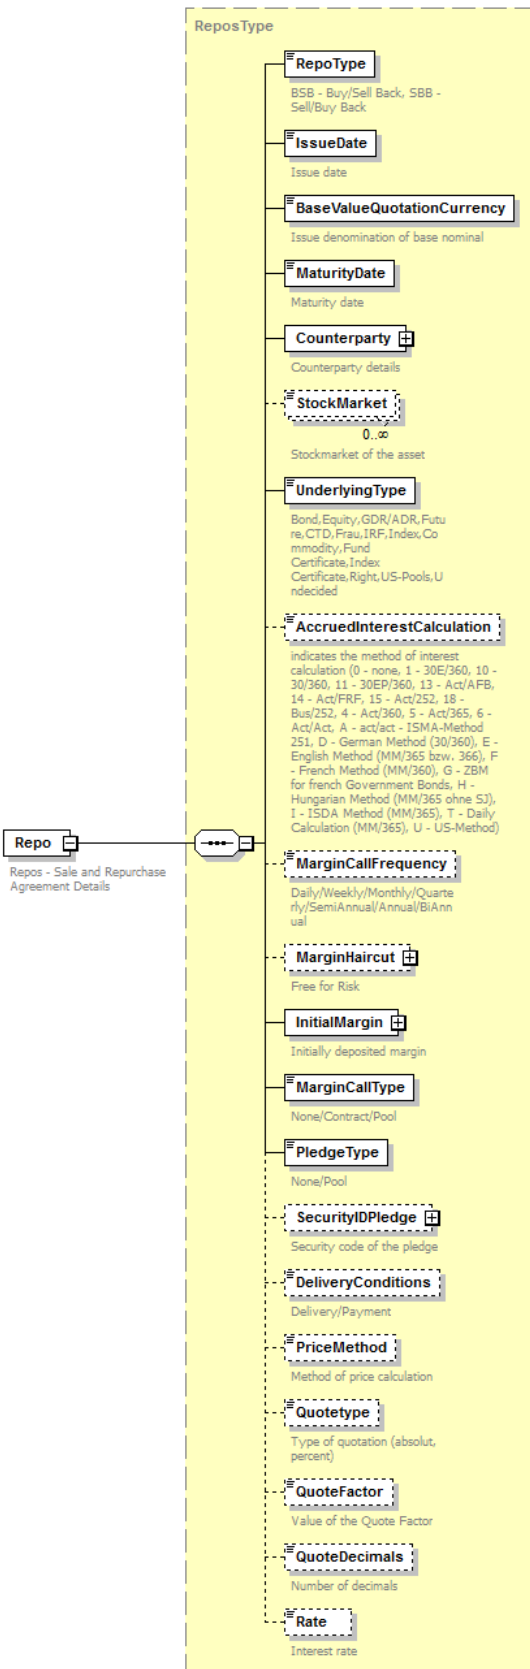 ReposType
RepoType
BSB - Buy/Sell Back, SBB -
Sell/Buy Back
IssueDate
Issue date
BaseValueQuotationCurrency
Issue denomination of base nominal
MaturityDate
Maturity date
Counterparty
Counterparty details
StockMarket
0..∞
Stockmarket of the asset
UnderlyingType
Bond,Equity,GDR/ADR,Futu
re,CTD,Frau,IRF,Index,Co
mmodity,Fund
Certificate,Index
Certificate,Right,US-Pools,U
ndecided
AccruedInterestCalculation
indicates the method of interest
calculation (0 - none, 1 - 30E/360, 10 -
30/360, 11 - 30EP/360, 13 - Act/AFB,
14 - Act/FRF, 15 - Act/252, 18 -
Bus/252, 4 - Act/360, 5 - Act/365, 6 -
Act/Act, A - act/act - ISMA-Method
251, D - German Method (30/360), E -
English Method (MM/365 bzw. 366), F
- French Method (MM/360), G - ZBM
for french Government Bonds, H -
Hungarian Method (MM/365 ohne SJ),
I - ISDA Method (MM/365), T - Daily
Calculation (MM/365), U - US-Method)
Repo
Repos - Sale and Repurchase
Agreement Details
MarginCallFrequency
Daily/Weekly/Monthly/Quarte
rly/SemiAnnual/Annual/BiAnn
ual
MarginHaircut
Free for Risk
InitialMargin
Initially deposited margin
MarginCallType
None/Contract/Pool
PledgeType
None/Pool
SecurityIDPledge
Security code of the pledge
DeliveryConditions
Delivery/Payment
PriceMethod
Method of price calculation
Quotetype
Type of quotation (absolut,
percent)
QuoteFactor
Value of the Quote Factor
QuoteDecimals
Number of decimals
Rate
Interest rate